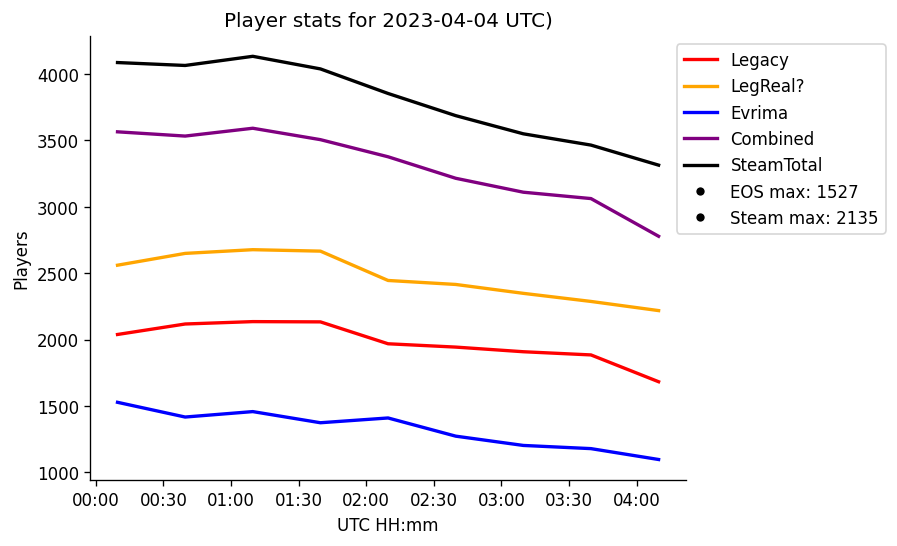 Player stats for 2023-04-04 UTC)
Players
4000
3500
3000
2500
2000
1500
1000
00:00 00:30 01:00 01:30 02:00 02:30 03:00 03:30 04:00
UTC HH:mm
Legacy
LegReal?
Evrima
Combined
SteamTotal
EOS max: 1527
Steam max: 2135